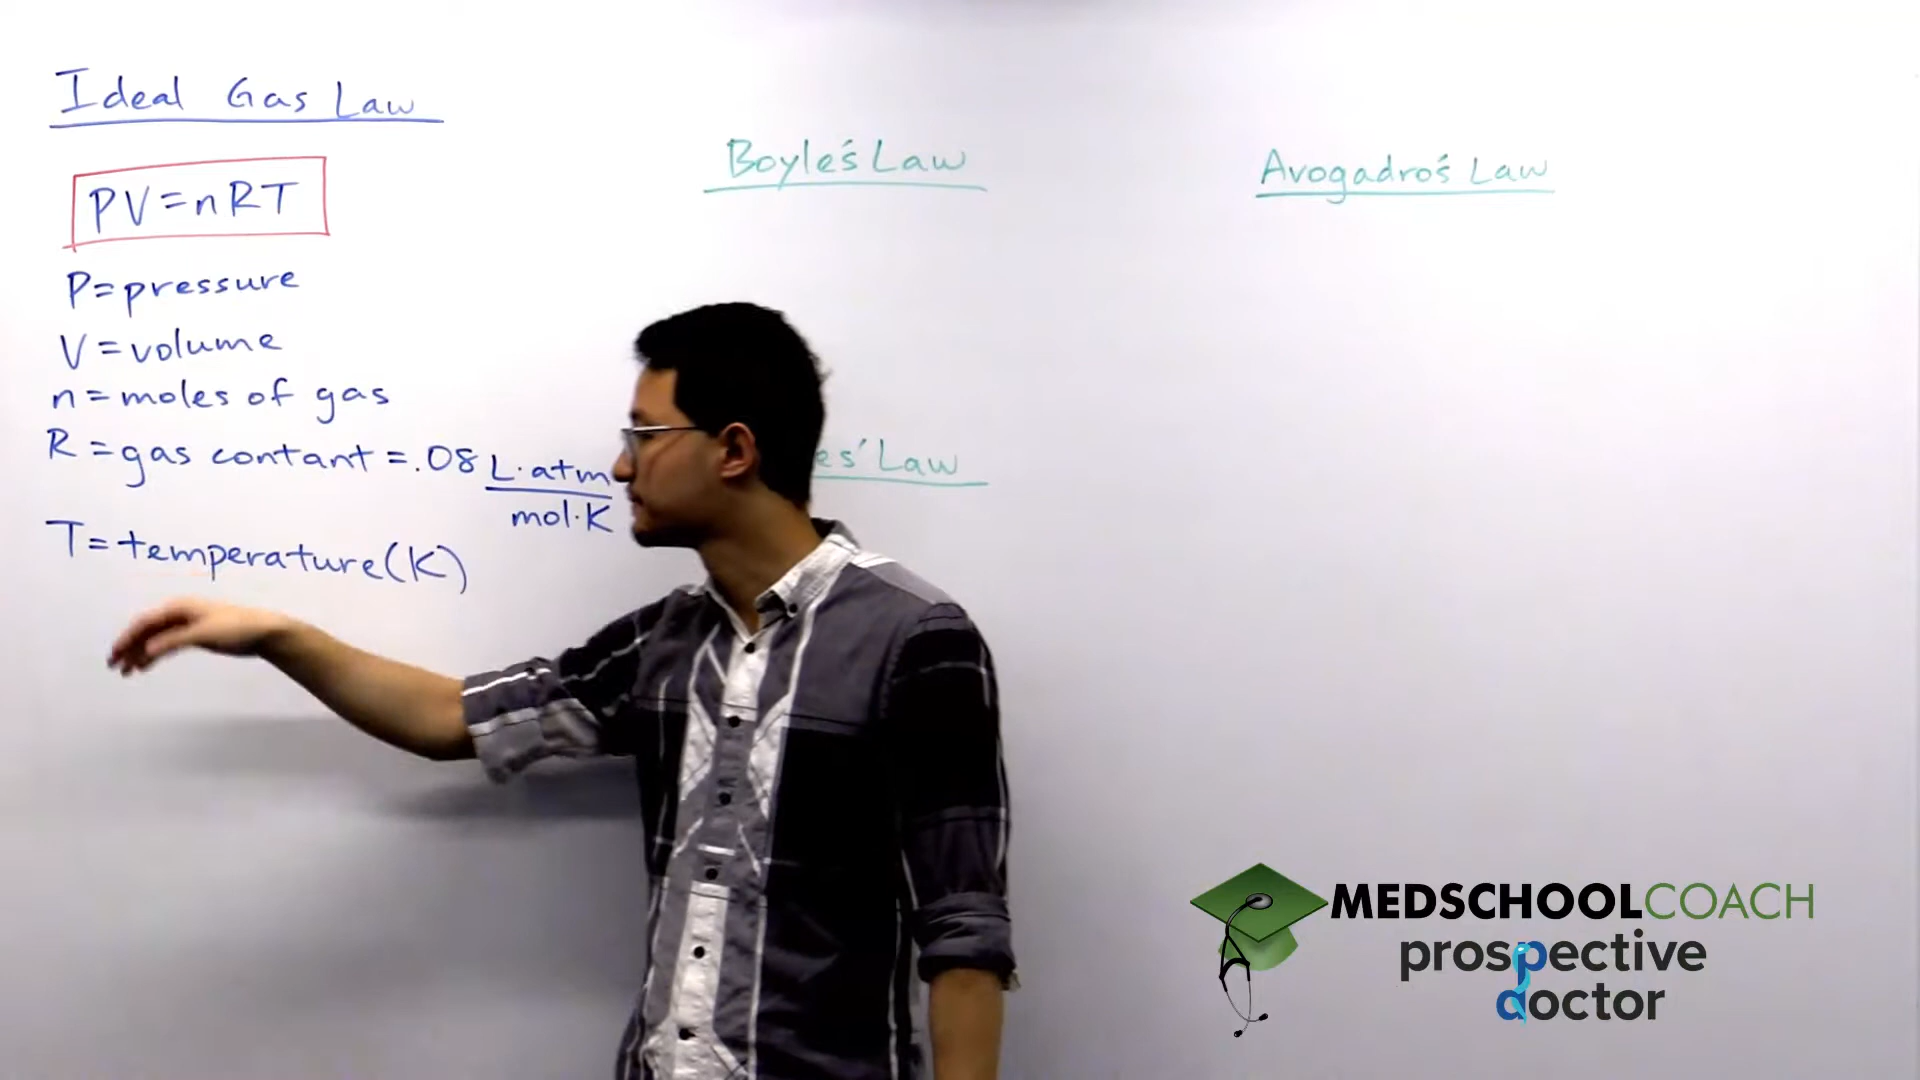 Ideal Gas Law
PV=nRT
P=pressure
V=volume
n=moles of gas
R=gas contant=.08 L·atm
mol·K
T=temperature(K)
Boyle's Law
Law
Avogadro's Law
MEDSCHOOLCOACH
prospective
doctor